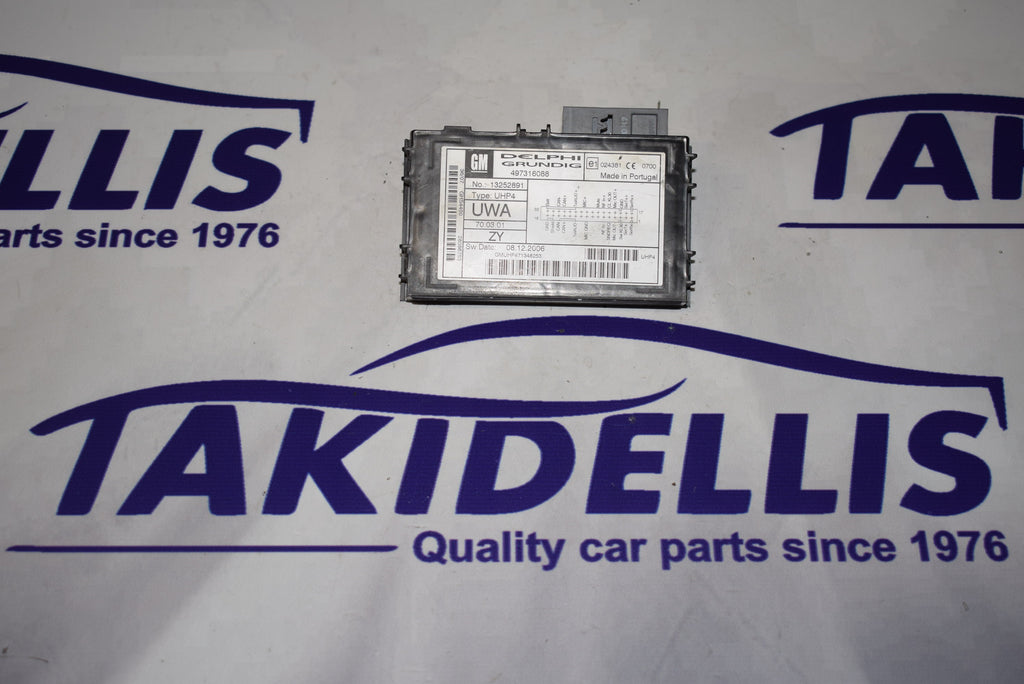 GM DELPHI GRUNDIG
497316088
e1 024381 CE 0700
Made in Portugal
No.: 13252891
Type: UHP4
UWA
70.03.01
ZY
Sw Date: 08.12.2006
UHP4
LLIS
arts since 1976
TAK
TAKIDELLIS
Quality car parts since 1976